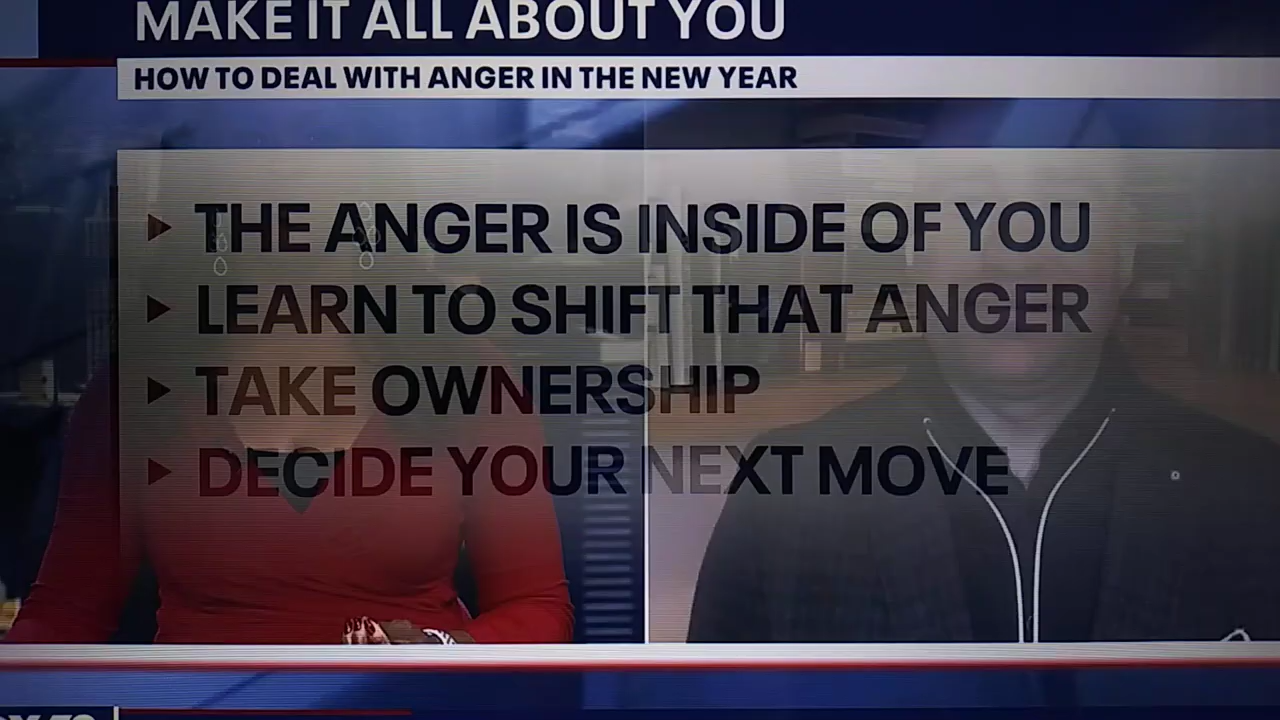 MAKE IT ALL ABOUT YOU
HOW TO DEAL WITH ANGER IN THE NEW YEAR
THE ANGER IS INSIDE OF YOU
LEARN TO SHIFT THAT ANGER
TAKE OWNERSHIP
DECIDE YOUR NEXT MOVE